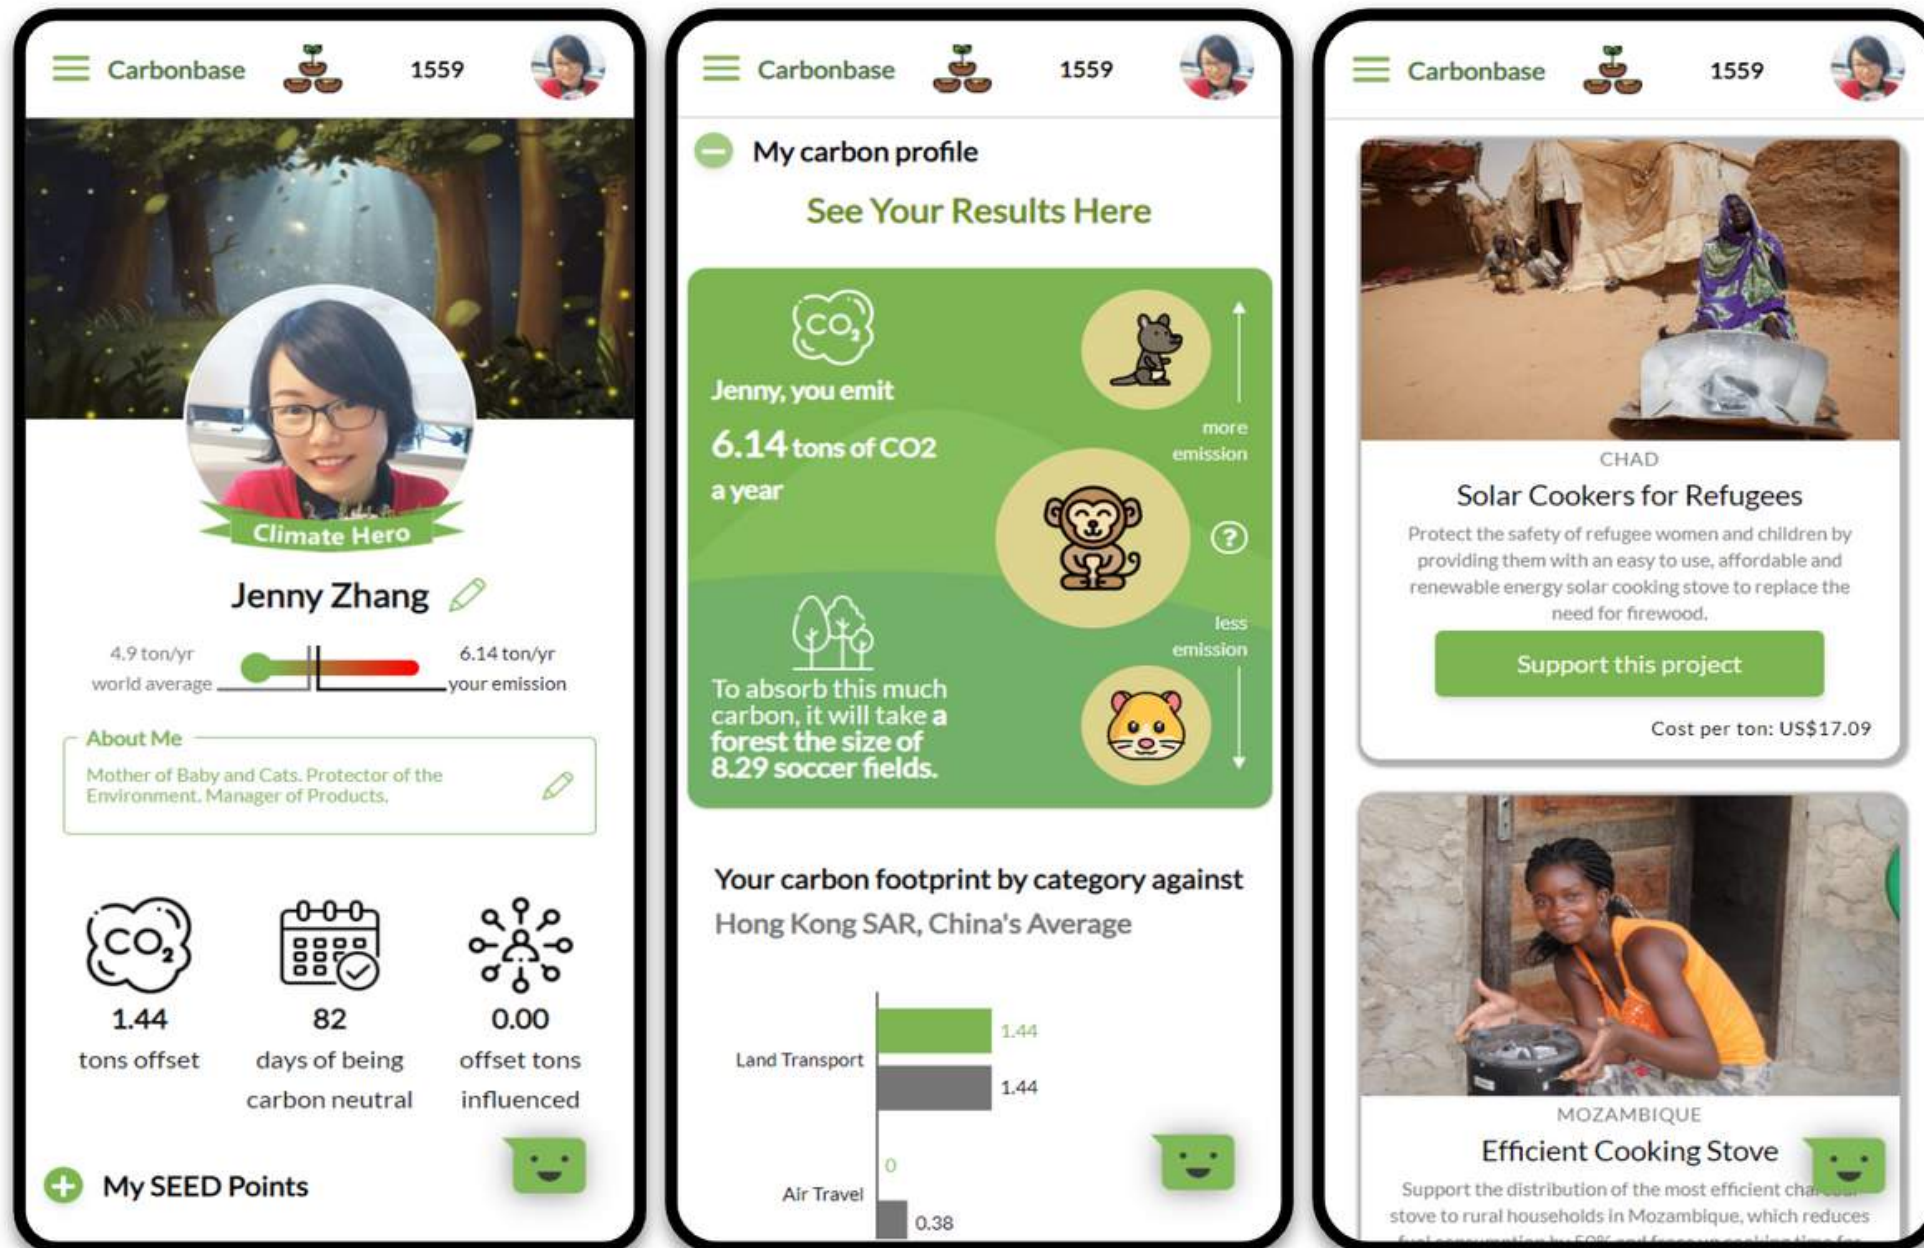 Carbonbase
1559
Climate Hero
Jenny Zhang
4.9 ton/yr
world average
6.14 ton/yr
your emission
About Me
Mother of Baby and Cats. Protector of the
Environment. Manager of Products.
CO2
1.44
tons offset
82
days of being
carbon neutral
0.00
offset tons
influenced
My SEED Points
Carbonbase
1559
My carbon profile
See Your Results Here
CO2
Jenny, you emit
6.14 tons of CO2
a year
more
emission
?
less
emission
To absorb this much
carbon, it will take a
forest the size of
8.29 soccer fields.
Your carbon footprint by category against
Hong Kong SAR, China's Average
Land Transport
1.44
1.44
Air Travel
0
0.38
Carbonbase
1559
CHAD
Solar Cookers for Refugees
Protect the safety of refugee women and children by
providing them with an easy to use, affordable and
renewable energy solar cooking stove to replace the
need for firewood.
Support this project
Cost per ton: US$17.09
MOZAMBIQUE
Efficient Cooking Stove
Support the distribution of the most efficient
stove to rural households in Mozambique, which reduces